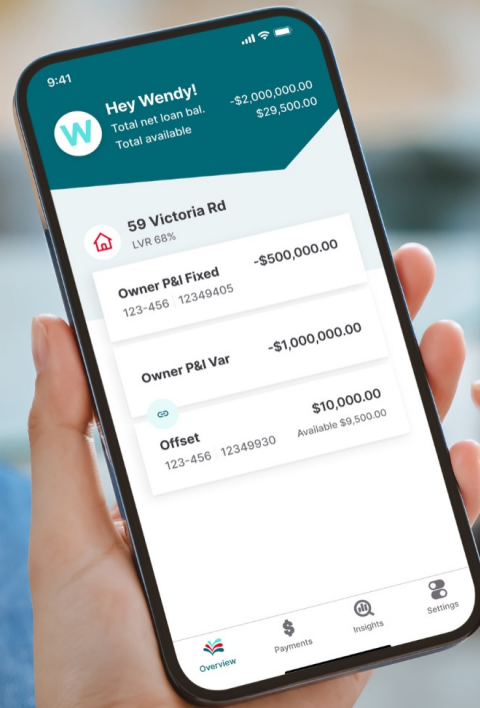 9:41
W
Hey Wendy!
Total net loan bal. -$2,000,000.00
Total available $29,500.00
59 Victoria Rd
LVR 68%
Owner P&I Fixed -$500,000.00
123-456 12349405
Owner P&I Var -$1,000,000.00
Offset $10,000.00
123-456 12349930 Available $9,500.00
Overview Payments Insights Settings